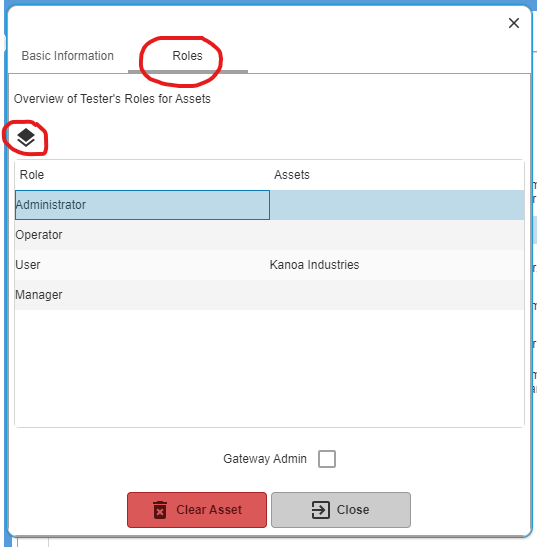 Basic Information Roles
Overview of Tester's Roles for Assets
Role Assets
Administrator
Operator
User Kanoa Industries
Manager
Gateway Admin
Clear Asset Close